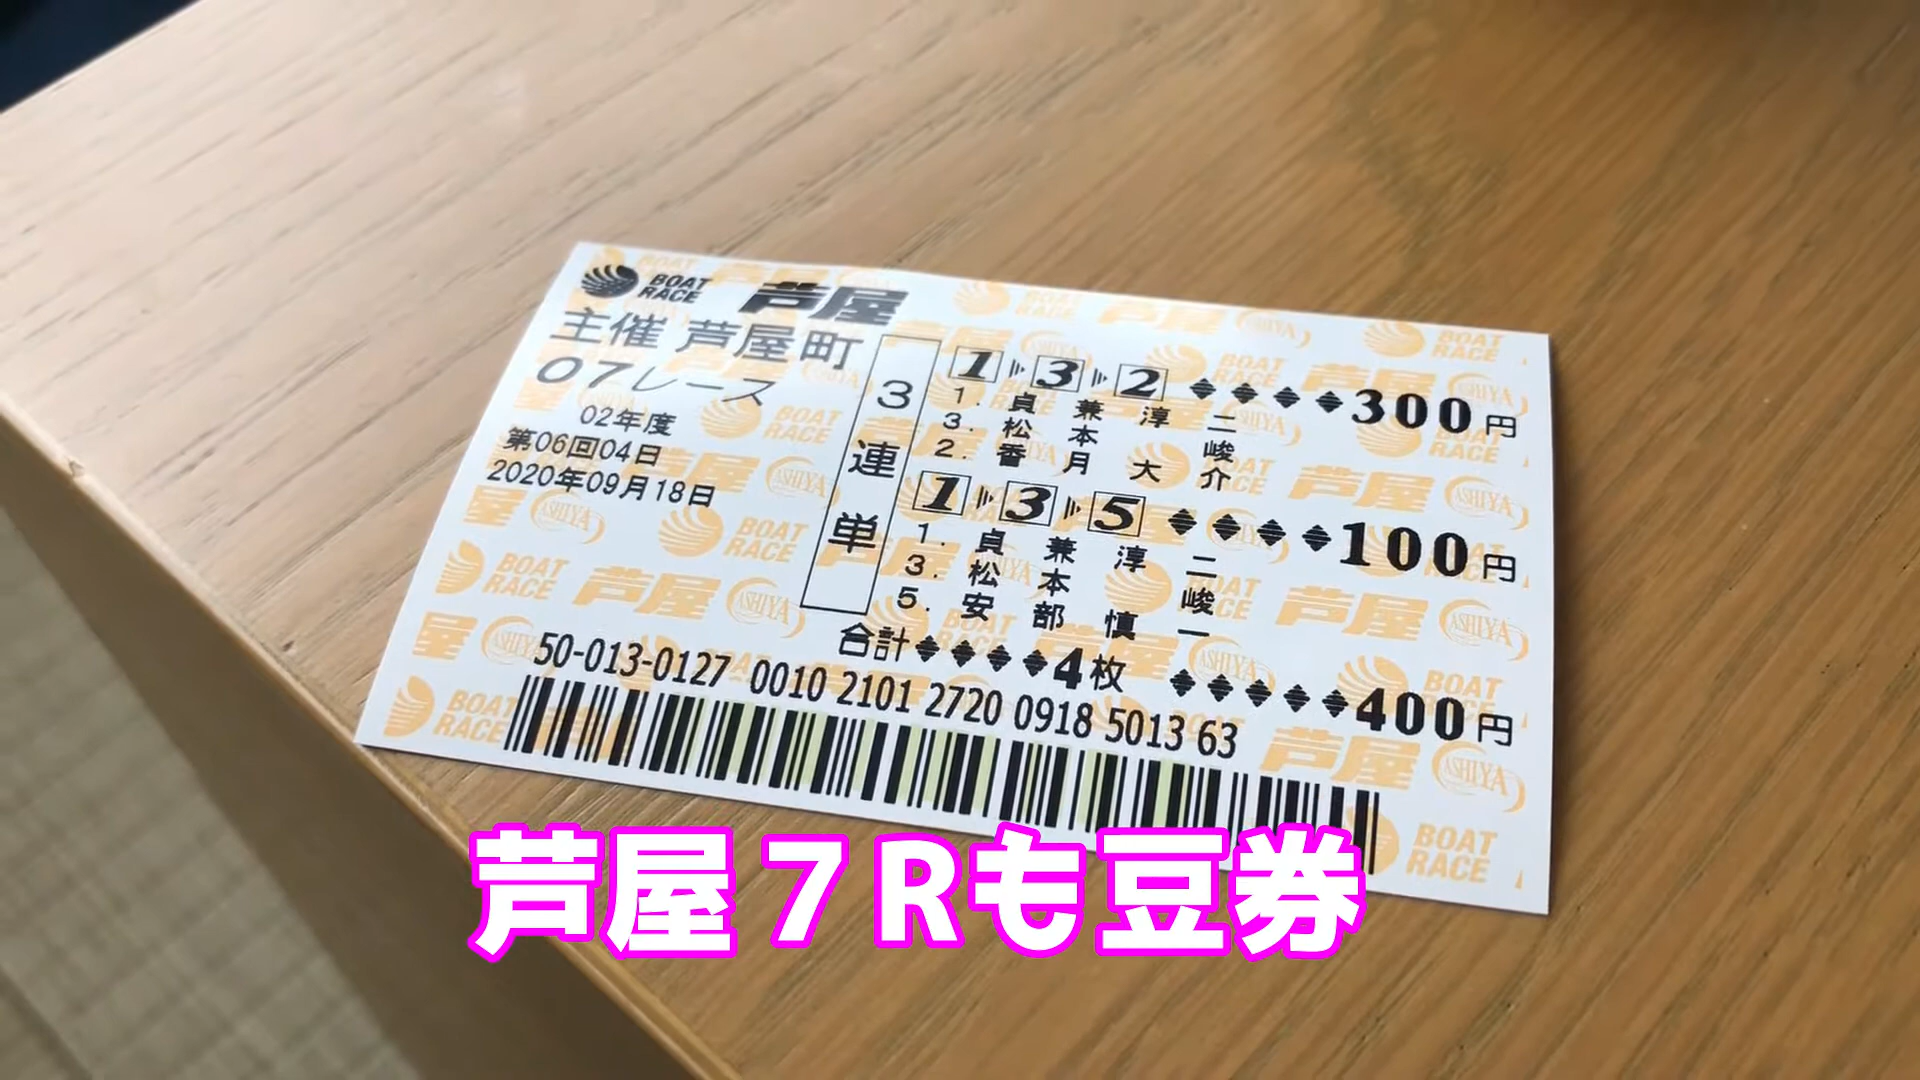 BOAT RACE 芦屋
主催 芦屋町
07レース
02年度
第06回04日
2020年09月18日
3連単
1 3 2 300円
1. 貞兼淳二
3. 松本峻
2. 香月大介
1 3 5 100円
1. 貞兼淳二
3. 松本峻
5. 安部慎一
合計 4枚 400円
50-013-0127 0010 2101 2720 0918 5013 63
芦屋7Rも豆券